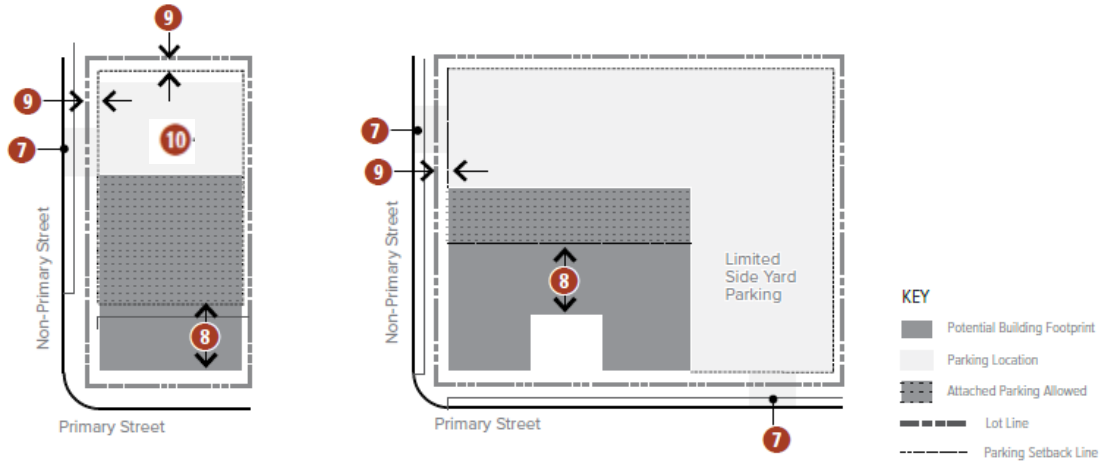 9
9
7
10
8
Non-Primary Street
Primary Street
7
9
8
Non-Primary Street
Limited
Side Yard
Parking
Primary Street
7
KEY
Potential Building Footprint
Parking Location
Attached Parking Allowed
Lot Line
Parking Setback Line